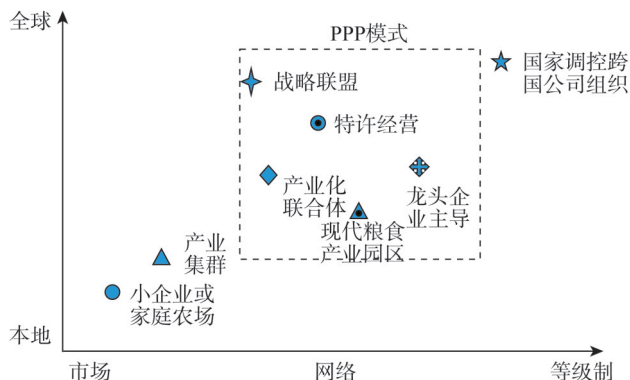 全球
PPP模式
国家调控跨
国公司组织
战略联盟
特许经营
产业化
联合体
龙头企
业主导
现代粮食
产业园区
产业
集群
小企业或
家庭农场
本地
市场
网络
等级制